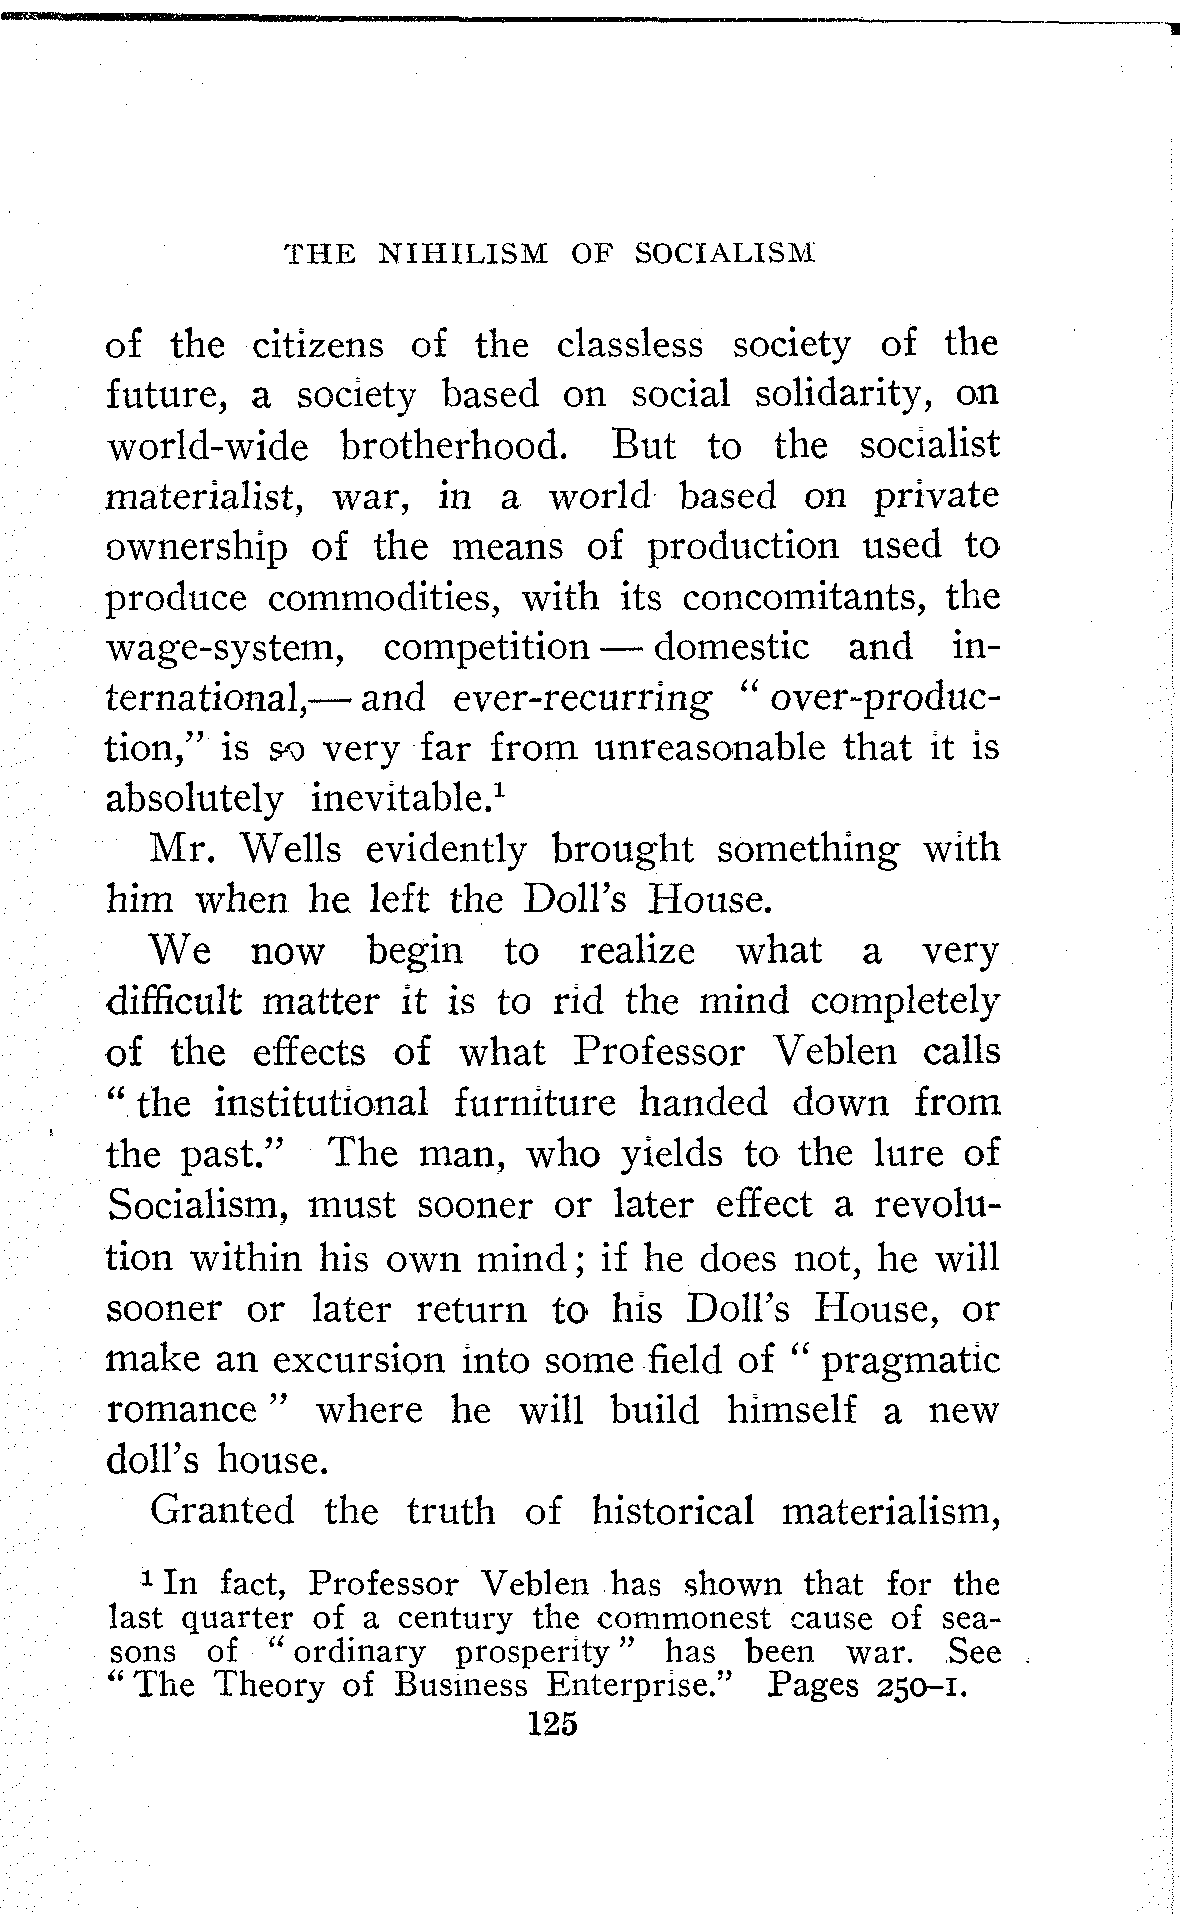 THE NIHILISM OF SOCIALISM
of the citizens of the classless society of the
future, a society based on social solidarity, on
world-wide brotherhood. But to the socialist
materialist, war, in a world based on private
ownership of the means of production used to
produce commodities, with its concomitants, the
wage-system, competition — domestic and in-
ternational,— and ever-recurring “ over-produc-
tion,” is so very far from unreasonable that it is
absolutely inevitable.¹
Mr. Wells evidently brought something with
him when he left the Doll’s House.
We now begin to realize what a very
difficult matter it is to rid the mind completely
of the effects of what Professor Veblen calls
“ the institutional furniture handed down from
the past.” The man, who yields to the lure of
Socialism, must sooner or later effect a revolu-
tion within his own mind; if he does not, he will
sooner or later return to his Doll’s House, or
make an excursion into some field of “ pragmatic
romance ” where he will build himself a new
doll’s house.
Granted the truth of historical materialism,
¹ In fact, Professor Veblen has shown that for the
last quarter of a century the commonest cause of sea-
sons of “ ordinary prosperity ” has been war. See
“ The Theory of Business Enterprise.” Pages 250–1.
125